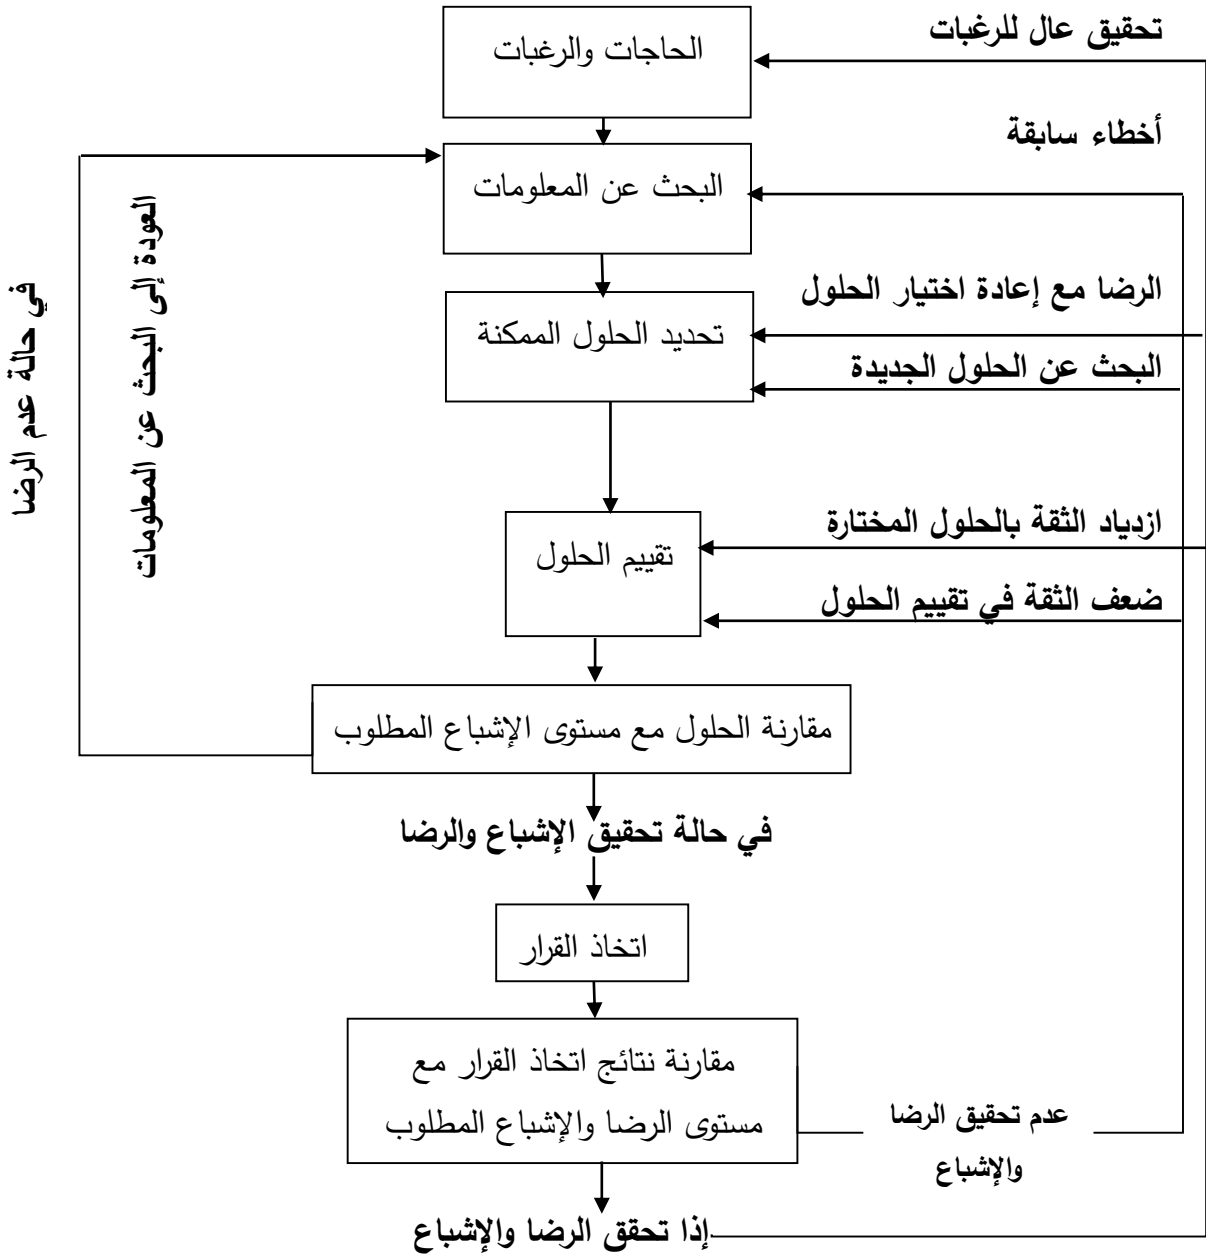 تحقيق عال للرغبات
الحاجات والرغبات
أخطاء سابقة
البحث عن المعلومات
الرضا مع إعادة اختيار الحلول
تحديد الحلول الممكنة
البحث عن الحلول الجديدة
العودة إلى البحث عن المعلومات
في حالة عدم الرضا
ازدياد الثقة بالحلول المختارة
تقييم الحلول
ضعف الثقة في تقييم الحلول
مقارنة الحلول مع مستوى الإشباع المطلوب
في حالة تحقيق الإشباع والرضا
اتخاذ القرار
مقارنة نتائج اتخاذ القرار مع
مستوى الرضا والإشباع المطلوب
عدم تحقيق الرضا
والإشباع
إذا تحقق الرضا والإشباع